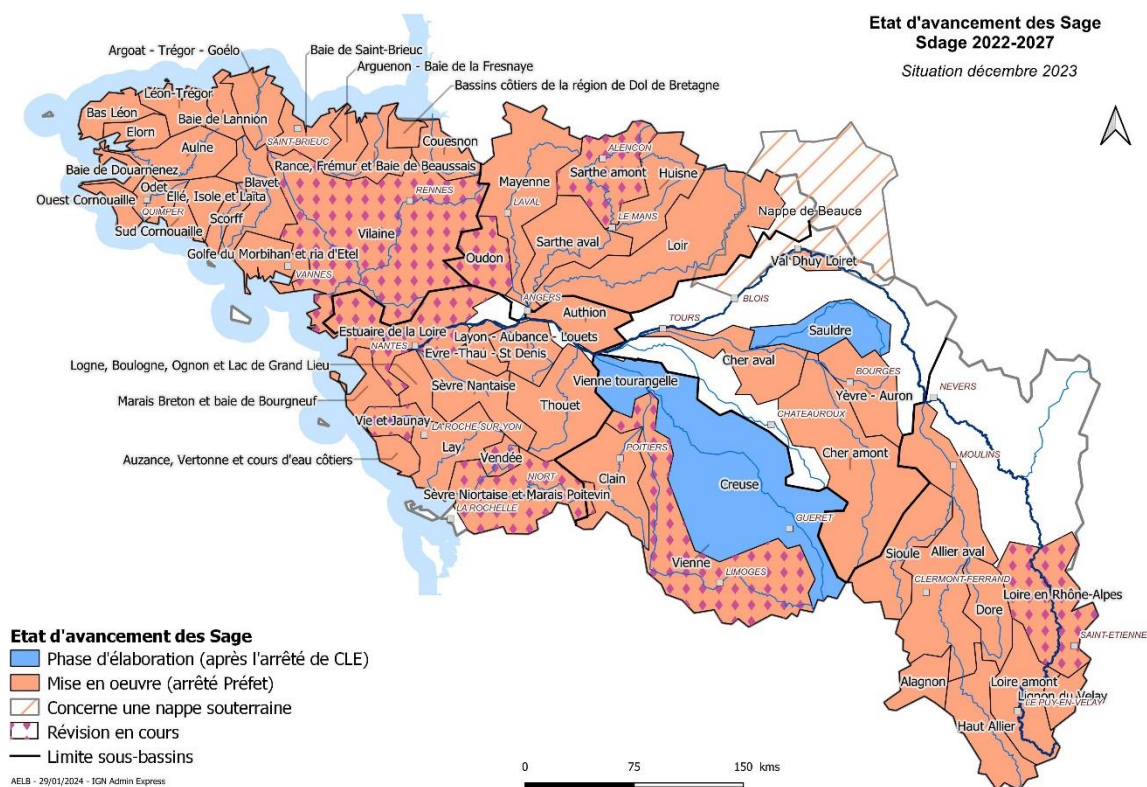 Etat d'avancement des Sage
Sdage 2022-2027
Situation décembre 2023
Argoat - Trégor - Goélo
Baie de Saint-Brieuc
Arguenon - Baie de la Fresnaye
Bassins côtiers de la région de Dol de Bretagne
Léon-Trégor
Bas Léon
Baie de Lannion
Elorn
SAINT-BRIEUC
Couesnon
Aulne
Rance, Frémur et Baie de Beaussais
Baie de Douarnenez
Odet
Blavet
Ellé, Isole et Laïta
Ouest Cornouaille
QUIMPER
Scorff
Sud Cornouaille
Golfe du Morbihan et ria d'Etel
VANNES
RENNES
Vilaine
Oudon
Mayenne
LAVAL
ALENCON
Sarthe amont
Huisne
LE MANS
Sarthe aval
Loir
Nappe de Beauce
Val Dhuy Loiret
BLOIS
ANGERS
Authion
TOURS
Sauldre
Estuaire de la Loire
NANTES
Layon - Aubance - Louets
Evre -Thau - St Denis
Logne, Boulogne, Ognon et Lac de Grand Lieu
Sèvre Nantaise
Marais Breton et baie de Bourgneuf
Thouet
Vienne tourangelle
Cher aval
BOURGES
Yèvre - Auron
NEVERS
CHATEAUROUX
Vie et Jaunay
LA ROCHE-SUR-YON
Auzance, Vertonne et cours d'eau côtiers
Lay
Vendée
NIORT
Sèvre Niortaise et Marais Poitevin
LA ROCHELLE
POITIERS
Clain
Creuse
Cher amont
MOULINS
GUERET
Vienne
LIMOGES
Sioule
Allier aval
CLERMONT-FERRAND
Dore
Loire en Rhône-Alpes
SAINT-ETIENNE
Alagnon
Loire amont
Lignon du Velay
LE PUY-EN-VELAY
Haut Allier
Etat d'avancement des Sage
Phase d'élaboration (après l'arrêté de CLE)
Mise en oeuvre (arrêté Préfet)
Concerne une nappe souterraine
Révision en cours
Limite sous-bassins
AELB - 29/01/2024 - IGN Admin Express
0 75 150 kms